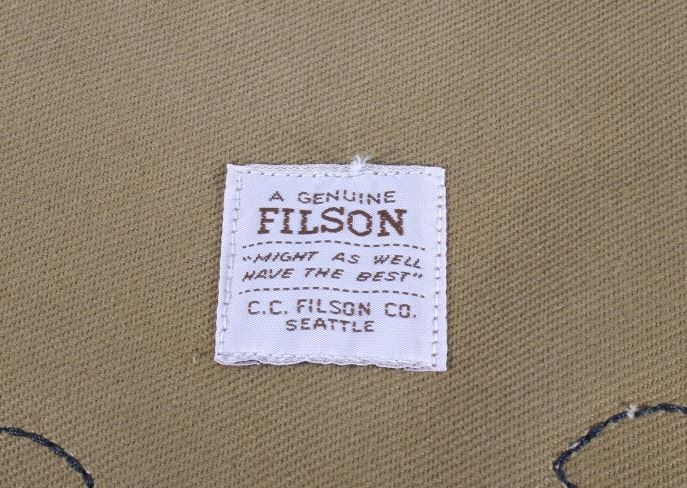 A GENUINE
FILSON
"MIGHT AS WELL
HAVE THE BEST"
C.C. FILSON CO.
SEATTLE